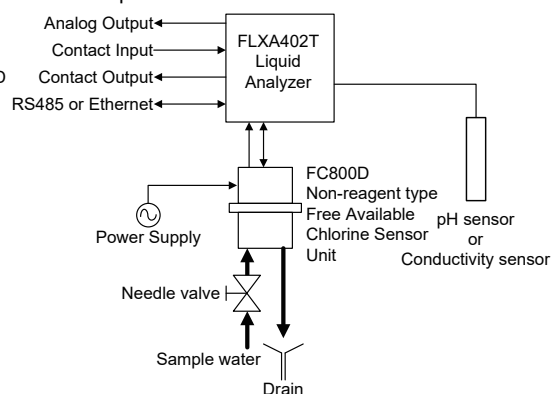 Analog Output
Contact Input
Contact Output
RS485 or Ethernet
FLXA402T
Liquid
Analyzer
FC800D
Non-reagent type
Free Available
Chlorine Sensor
Unit
pH sensor
or
Conductivity sensor
Power Supply
Needle valve
Sample water
Drain